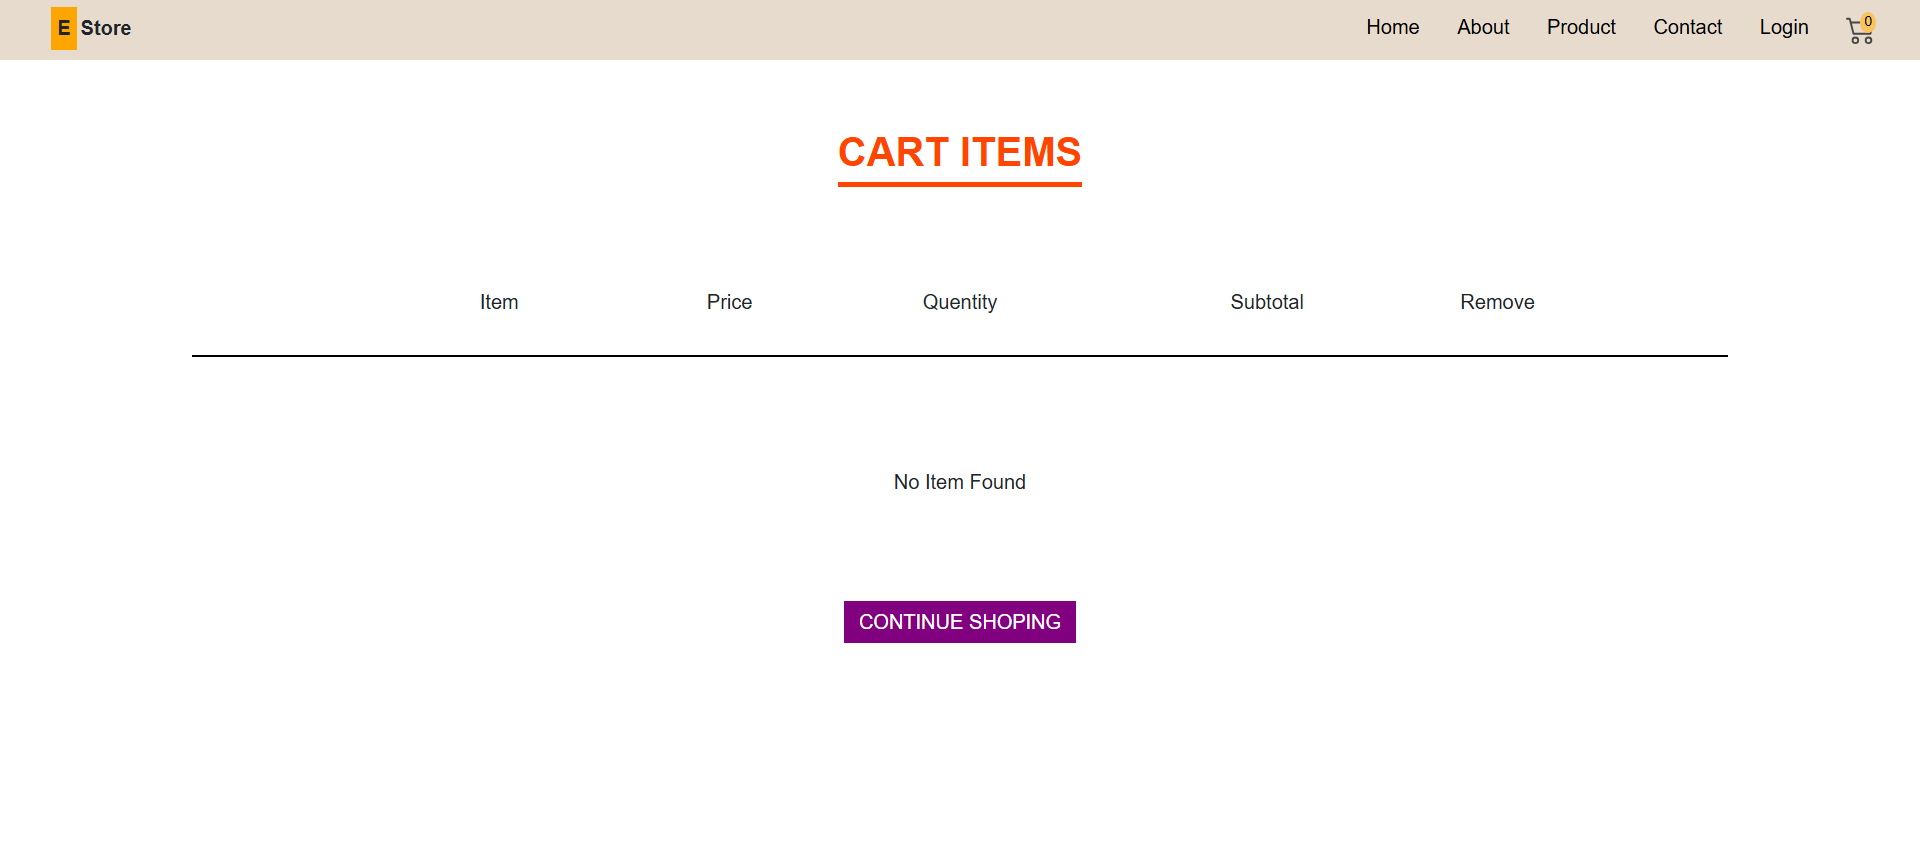 E Store Home About Product Contact Login 0
CART ITEMS
Item Price Quentity Subtotal Remove
No Item Found
CONTINUE SHOPING